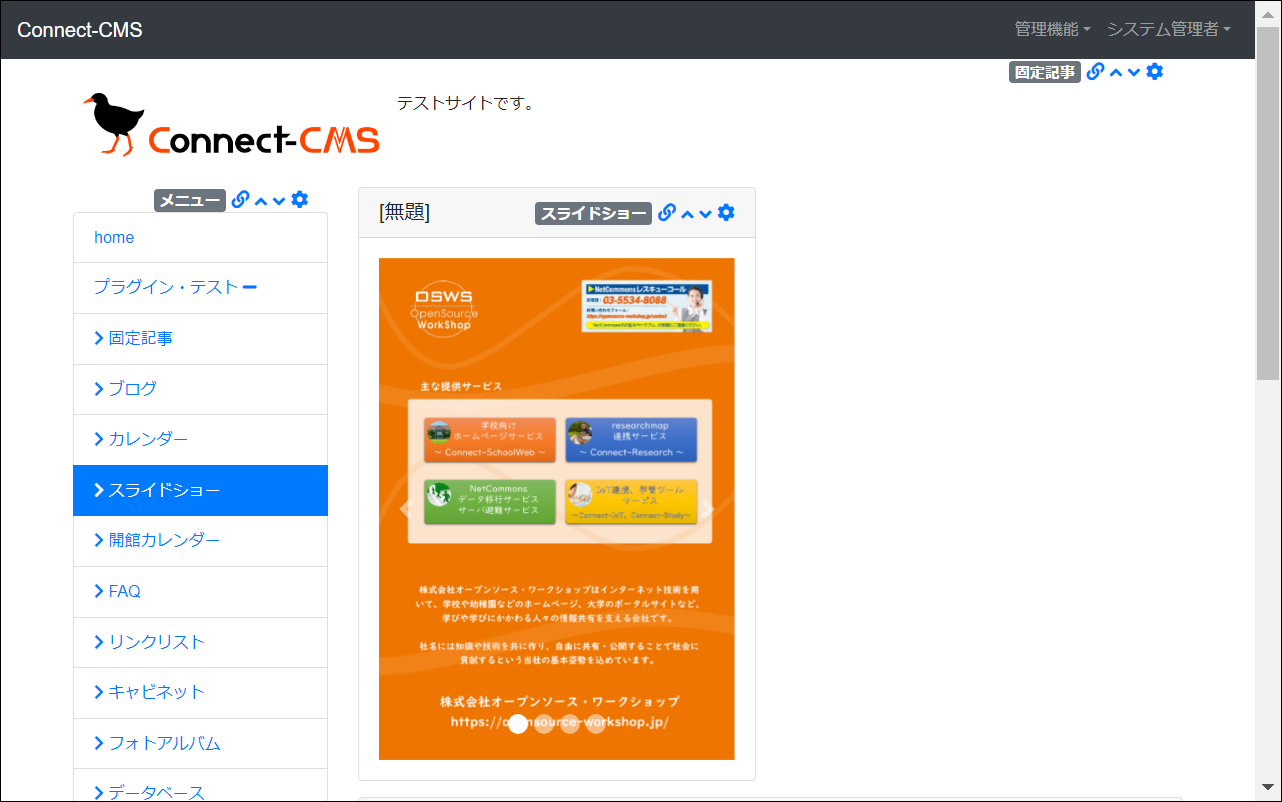 Connect-CMS
管理機能
システム管理者
固定記事
Connect-CMS
テストサイトです。
メニュー
home
プラグイン・テスト
固定記事
ブログ
カレンダー
スライドショー
開館カレンダー
FAQ
リンクリスト
キャビネット
フォトアルバム
データベース
[無題]
スライドショー
OSWS
OpenSource
WorkShop
NetCommonsレスキューコール
03-5534-8088
主な提供サービス
学校向け
ホームページサービス
～ Connect-SchoolWeb ～
researchmap
連携サービス
～ Connect-Research ～
NetCommons
データ移行サービス
サーバ避難サービス
サービス
～Connect-IoT、Connect-Study～
株式会社オープンソース・ワークショップはインターネット技術を用
いて、学校や幼稚園などのホームページ、大学のポータルサイトなど、
学びや学びにかかわる人々の情報共有を支える会社です。
社名には知識や技術を共に作り、自由に共有・公開することで社会に
貢献するという当社の基本姿勢を込めています。
株式会社オープンソース・ワークショップ
https://opensource-workshop.jp/